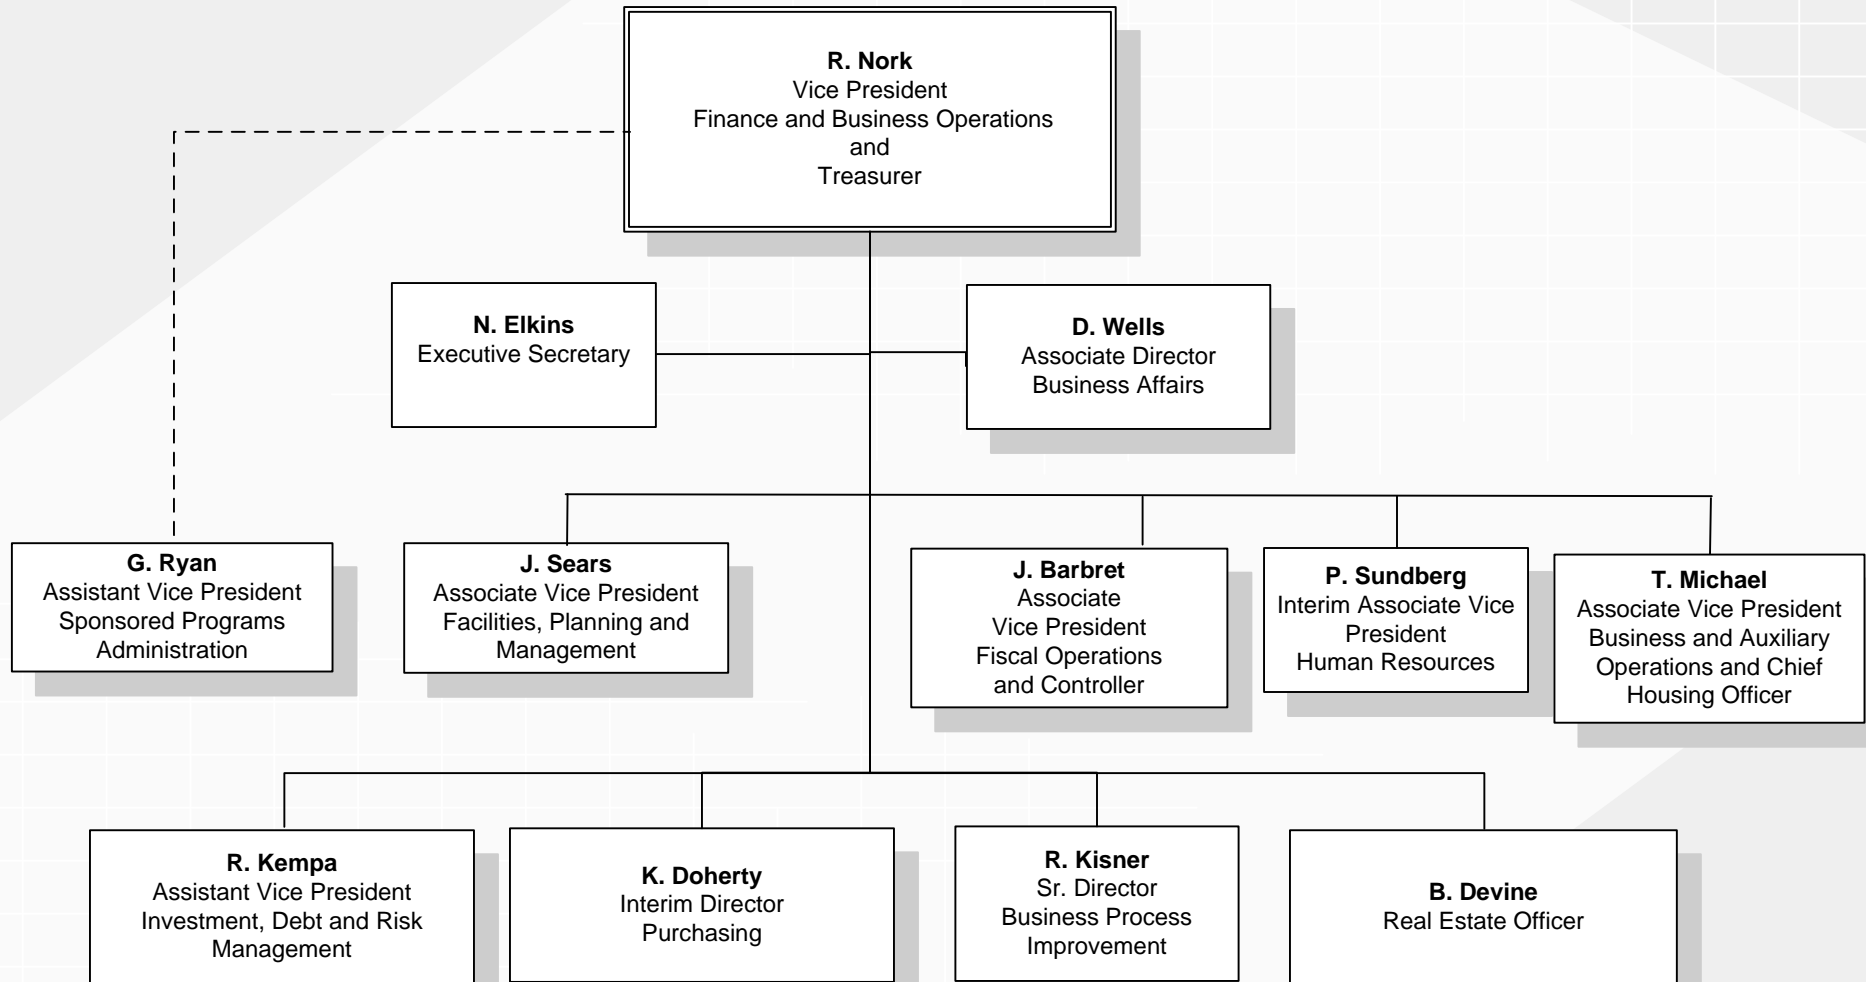 R. Nork
Vice President
Finance and Business Operations
and
Treasurer
N. Elkins
Executive Secretary
D. Wells
Associate Director
Business Affairs
G. Ryan
Assistant Vice President
Sponsored Programs
Administration
J. Sears
Associate Vice President
Facilities, Planning and
Management
J. Barbret
Associate
Vice President
Fiscal Operations
and Controller
P. Sundberg
Interim Associate Vice
President
Human Resources
T. Michael
Associate Vice President
Business and Auxiliary
Operations and Chief
Housing Officer
R. Kempa
Assistant Vice President
Investment, Debt and Risk
Management
K. Doherty
Interim Director
Purchasing
R. Kisner
Sr. Director
Business Process
Improvement
B. Devine
Real Estate Officer